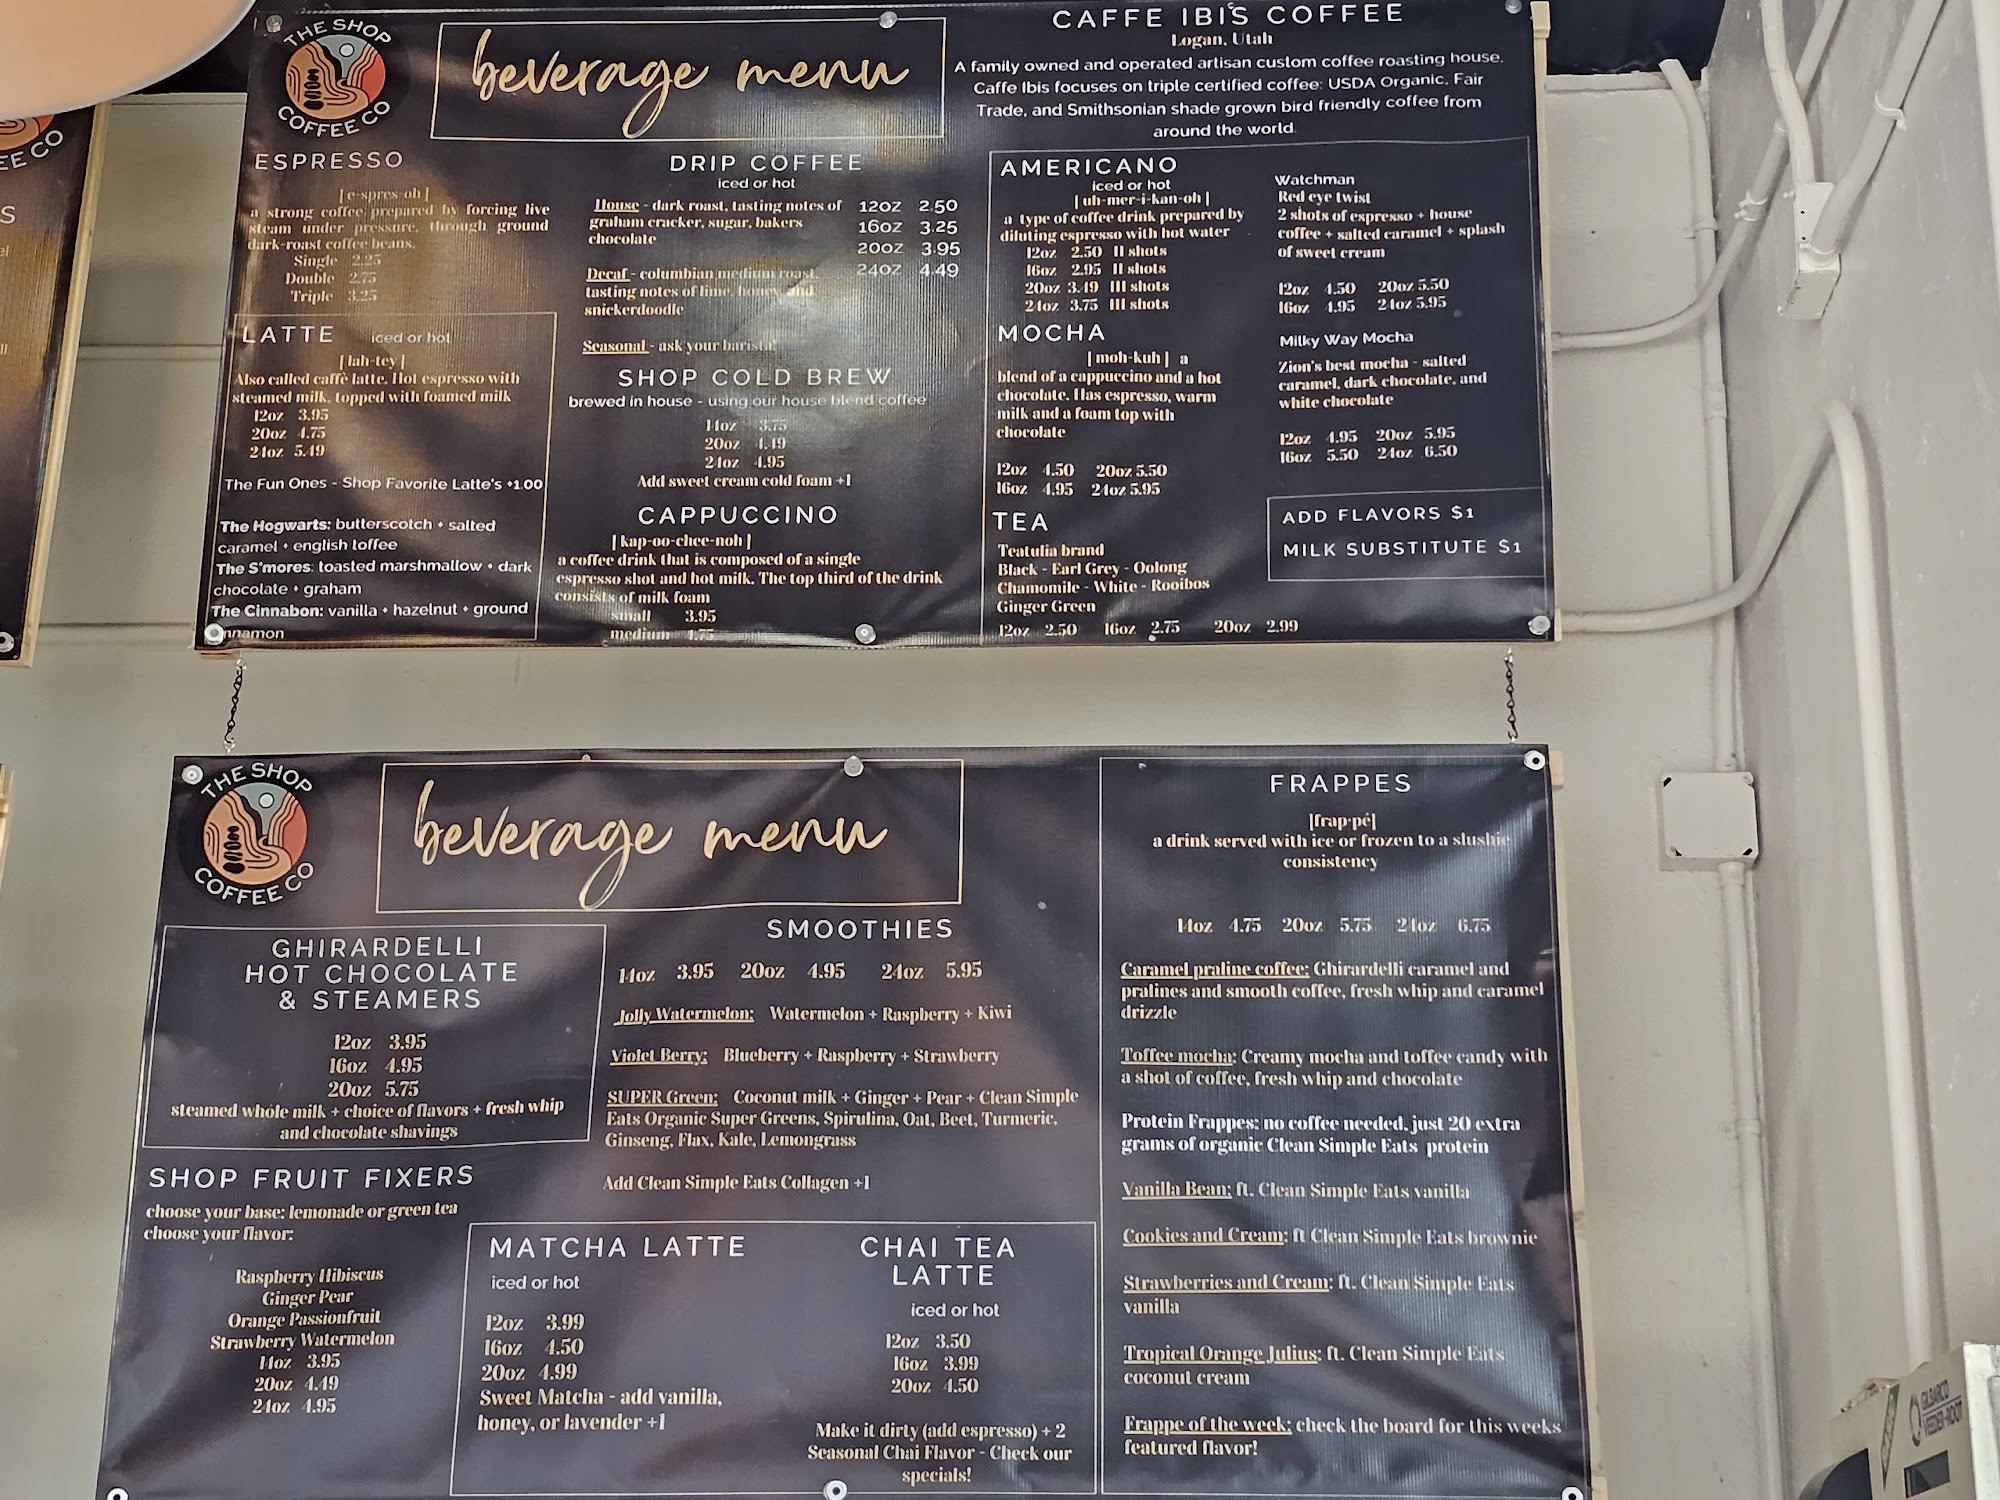 THE SHOP
COFFEE CO
beverage menu
CAFFE IBIS COFFEE
Logan, Utah
A family owned and operated artisan custom coffee roasting house.
Caffe Ibis focuses on triple certified coffee: USDA Organic, Fair
Trade, and Smithsonian shade grown bird friendly coffee from
around the world.
ESPRESSO
[e-spres-oh]
a strong coffee prepared by forcing live
steam under pressure, through ground
dark-roast coffee beans.
Single 2.25
Double 2.75
Triple 3.25
LATTE iced or hot
[lah-tey]
Also called caffè latte. Hot espresso with
steamed milk, topped with foamed milk
12oz 3.95
20oz 4.75
24oz 5.49
The Fun Ones - Shop Favorite Latte's +1.00
The Hogwarts: butterscotch + salted
caramel + english toffee
The S'mores: toasted marshmallow + dark
chocolate + graham
The Cinnabon: vanilla + hazelnut + ground
nnamon
DRIP COFFEE
iced or hot
House - dark roast, tasting notes of
graham cracker, sugar, bakers
chocolate
Decaf - columbian medium roast,
tasting notes of lime, honey and
snickerdoodle
Seasonal - ask your barista!
12oz 2.50
16oz 3.25
20oz 3.95
24oz 4.49
SHOP COLD BREW
brewed in house - using our house blend coffee
14oz 3.75
20oz 4.49
24oz 4.95
Add sweet cream cold foam +1
CAPPUCCINO
[kap-oo-chee-noh]
a coffee drink that is composed of a single
espresso shot and hot milk. The top third of the drink
consists of milk foam
small 3.95
medium 4.75
AMERICANO
iced or hot
[uh-mer-i-kan-oh]
a type of coffee drink prepared by
diluting espresso with hot water
12oz 2.50 II shots
16oz 2.95 II shots
20oz 3.49 III shots
24oz 3.75 III shots
MOCHA
[moh-kuh] a
blend of a cappuccino and a hot
chocolate. Has espresso, warm
milk and a foam top with
chocolate
12oz 4.50 20oz 5.50
16oz 4.95 24oz 5.95
TEA
Teatulia brand
Black - Earl Grey - Oolong
Chamomile - White - Rooibos
Ginger Green
12oz 2.50 16oz 2.75 20oz 2.99
Watchman
Red eye twist
2 shots of espresso + house
coffee + salted caramel + splash
of sweet cream
12oz 4.50 20oz 5.50
16oz 4.95 24oz 5.95
Milky Way Mocha
Zion's best mocha - salted
caramel, dark chocolate, and
white chocolate
12oz 4.95 20oz 5.95
16oz 5.50 24oz 6.50
ADD FLAVORS $1
MILK SUBSTITUTE $1
EE CO
S
THE SHOP
COFFEE CO
beverage menu
GHIRARDELLI
HOT CHOCOLATE
& STEAMERS
12oz 3.95
16oz 4.95
20oz 5.75
steamed whole milk + choice of flavors + fresh whip
and chocolate shavings
SHOP FRUIT FIXERS
choose your base: lemonade or green tea
choose your flavor:
Raspberry Hibiscus
Ginger Pear
Orange Passionfruit
Strawberry Watermelon
14oz 3.95
20oz 4.49
24oz 4.95
SMOOTHIES
14oz 3.95 20oz 4.95 24oz 5.95
Jolly Watermelon: Watermelon + Raspberry + Kiwi
Violet Berry: Blueberry + Raspberry + Strawberry
SUPER Green: Coconut milk + Ginger + Pear + Clean Simple
Eats Organic Super Greens, Spirulina, Oat, Beet, Turmeric,
Ginseng, Flax, Kale, Lemongrass
Add Clean Simple Eats Collagen +1
MATCHA LATTE
iced or hot
12oz 3.99
16oz 4.50
20oz 4.99
Sweet Matcha - add vanilla,
honey, or lavender +1
CHAI TEA
LATTE
iced or hot
12oz 3.50
16oz 3.99
20oz 4.50
Make it dirty (add espresso) + 2
Seasonal Chai Flavor - Check our
specials!
FRAPPES
[frap·pé]
a drink served with ice or frozen to a slushie
consistency
14oz 4.75 20oz 5.75 24oz 6.75
Caramel praline coffee: Ghirardelli caramel and
pralines and smooth coffee, fresh whip and caramel
drizzle
Toffee mocha: Creamy mocha and toffee candy with
a shot of coffee, fresh whip and chocolate
Protein Frappes: no coffee needed, just 20 extra
grams of organic Clean Simple Eats protein
Vanilla Bean: ft. Clean Simple Eats vanilla
Cookies and Cream: ft Clean Simple Eats brownie
Strawberries and Cream: ft. Clean Simple Eats
vanilla
Tropical Orange Julius: ft. Clean Simple Eats
coconut cream
Frappe of the week: check the board for this weeks
featured flavor!
GILBARCO
VEEDER-ROOT